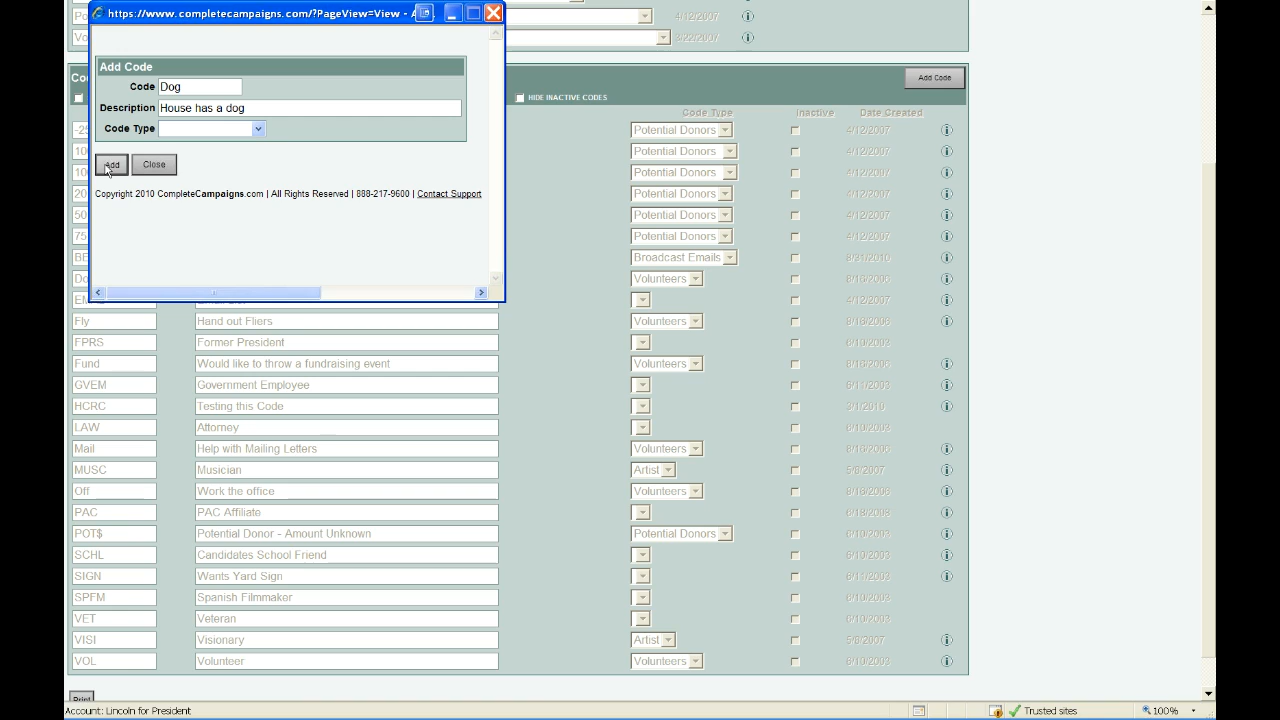 https://www.completecampaigns.com/?PageView=View -
4/12/2007
3/22/2007
Add Code
Code Dog
Description House has a dog
Code Type
Add Close
Copyright 2010 CompleteCampaigns.com | All Rights Reserved | 888-217-9600 | Contact Support
Add Code
HIDE INACTIVE CODES
Code Type Inactive Date Created
Potential Donors 4/12/2007
Potential Donors 4/12/2007
Potential Donors 4/12/2007
Potential Donors 4/12/2007
Potential Donors 4/12/2007
Potential Donors 4/12/2007
Broadcast Emails 8/31/2010
Volunteers 8/16/2006
4/12/2007
Fly Hand out Fliers Volunteers 8/16/2006
FPRS Former President 6/10/2003
Fund Would like to throw a fundraising event Volunteers 8/16/2006
GVEM Government Employee 6/11/2003
HCRC Testing this Code 3/1/2010
LAW Attorney 6/10/2003
Mail Help with Mailing Letters Volunteers 8/16/2006
MUSC Musician Artist 5/8/2007
Off Work the office Volunteers 8/16/2006
PAC PAC Affiliate
POT$ Potential Donor - Amount Unknown Potential Donors 6/10/2003
SCHL Candidates School Friend 6/10/2003
SIGN Wants Yard Sign 6/11/2003
SPFM Spanish Filmmaker 6/10/2003
VET Veteran 6/10/2003
VISI Visionary Artist 5/8/2007
VOL Volunteer Volunteers 6/10/2003
Print
Account: Lincoln for President Trusted sites 100%